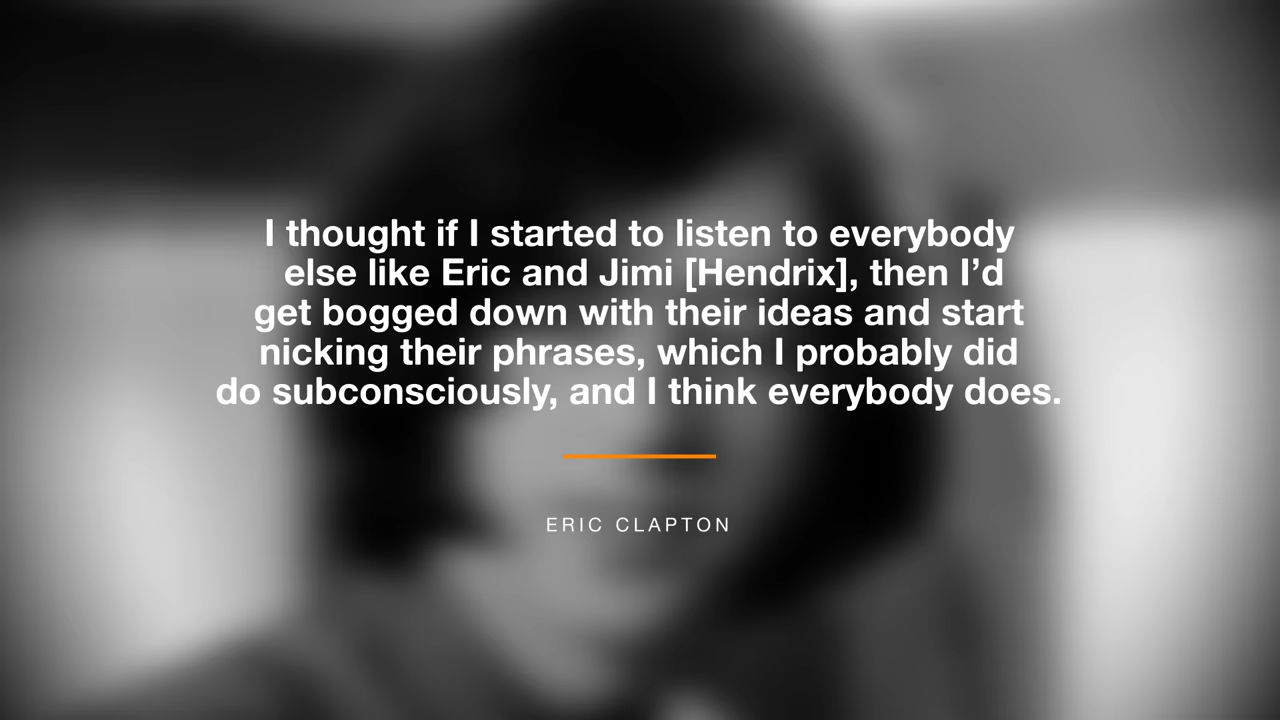 I thought if I started to listen to everybody
else like Eric and Jimi [Hendrix], then I’d
get bogged down with their ideas and start
nicking their phrases, which I probably did
do subconsciously, and I think everybody does.
ERIC CLAPTON